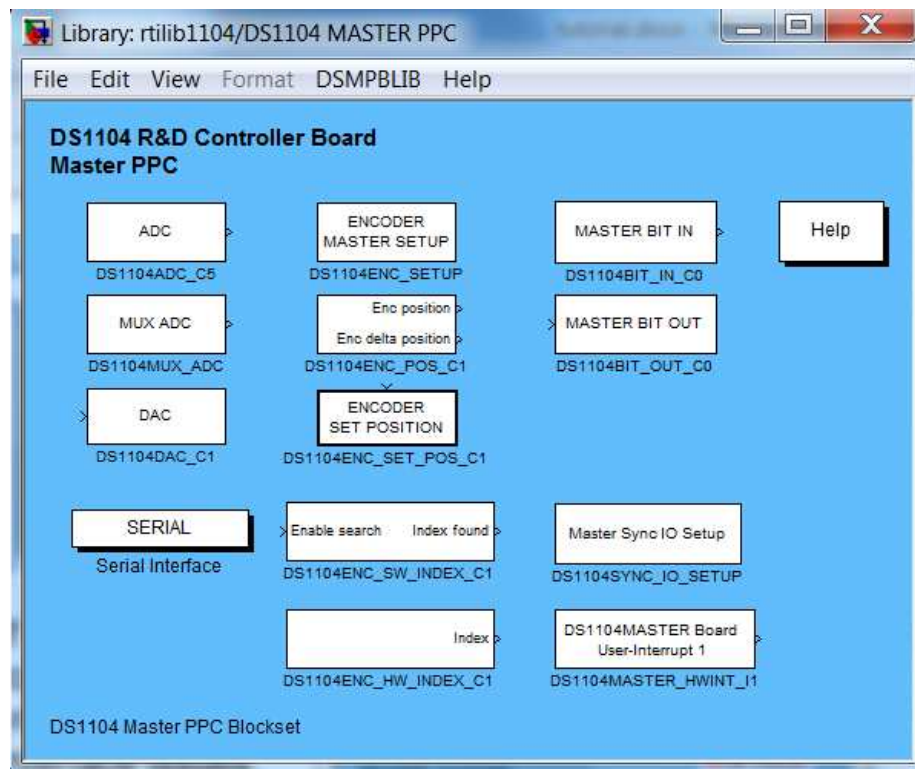 Library: rtilib1104/DS1104 MASTER PPC
File Edit View Format DSMPBLIB Help
DS1104 R&D Controller Board
Master PPC
ADC
DS1104ADC_C5
ENCODER
MASTER SETUP
DS1104ENC_SETUP
MASTER BIT IN
DS1104BIT_IN_C0
Help
MUX ADC
DS1104MUX_ADC
Enc position
Enc delta position
DS1104ENC_POS_C1
MASTER BIT OUT
DS1104BIT_OUT_C0
DAC
DS1104DAC_C1
ENCODER
SET POSITION
DS1104ENC_SET_POS_C1
SERIAL
Serial Interface
Enable search Index found
DS1104ENC_SW_INDEX_C1
Master Sync IO Setup
DS1104SYNC_IO_SETUP
Index
DS1104ENC_HW_INDEX_C1
DS1104MASTER Board
User-Interrupt 1
DS1104MASTER_HWINT_I1
DS1104 Master PPC Blockset